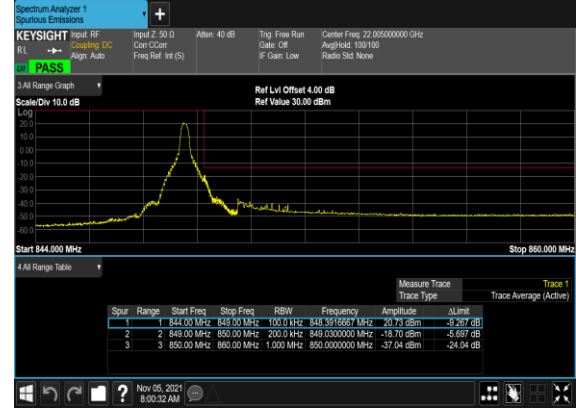 Spectrum Analyzer 1
Spurious Emissions
+
KEYSIGHT Input: RF Input Z: 50 Ω Atten: 40 dB Trig: Free Run Center Freq: 22.005000000 GHz
RL Coupling: DC Corr CCorr Gate: Off Avg|Hold: 100/100
Align: Auto Freq Ref: Int (S) IF Gain: Low Radio Std: None
LXI PASS
3 All Range Graph
Ref Lvl Offset 4.00 dB
Scale/Div 10.0 dB Ref Value 30.00 dBm
Log
20.0
10.0
0.00
-10.0
-20.0
-30.0
-40.0
-50.0
-60.0
Start 844.000 MHz Stop 860.000 MHz
4 All Range Table
Measure Trace Trace 1
Trace Type Trace Average (Active)
Spur Range Start Freq Stop Freq RBW Frequency Amplitude ΔLimit
1 1 844.00 MHz 849.00 MHz 100.0 kHz 848.3916667 MHz 20.73 dBm -9.267 dB
2 2 849.00 MHz 850.00 MHz 200.0 kHz 849.0300000 MHz -18.70 dBm -5.697 dB
3 3 850.00 MHz 860.00 MHz 1.000 MHz 850.0000000 MHz -37.04 dBm -24.04 dB
?
Nov 05, 2021
8:00:32 AM